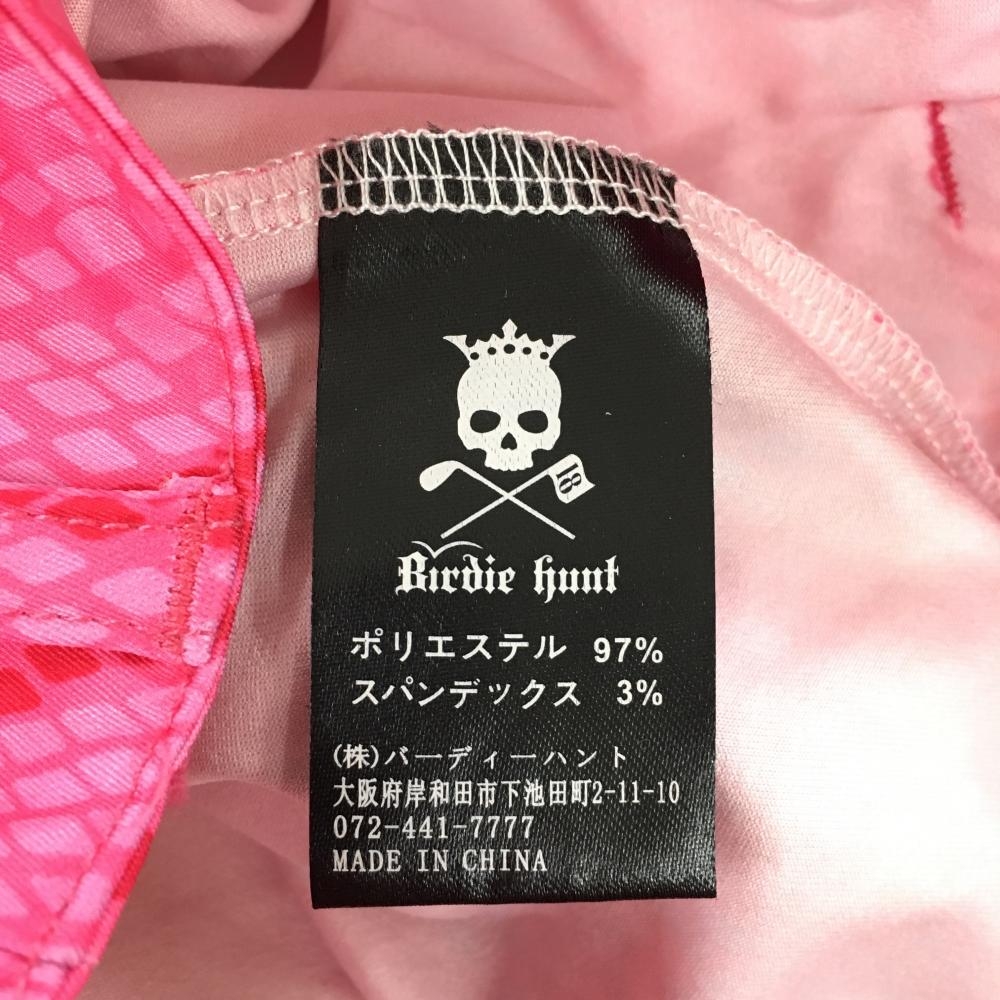 18
Birdie hunt
ポリエステル 97%
スパンデックス 3%
(株)バーディーハント
大阪府岸和田市下池田町2-11-10
072-441-7777
MADE IN CHINA